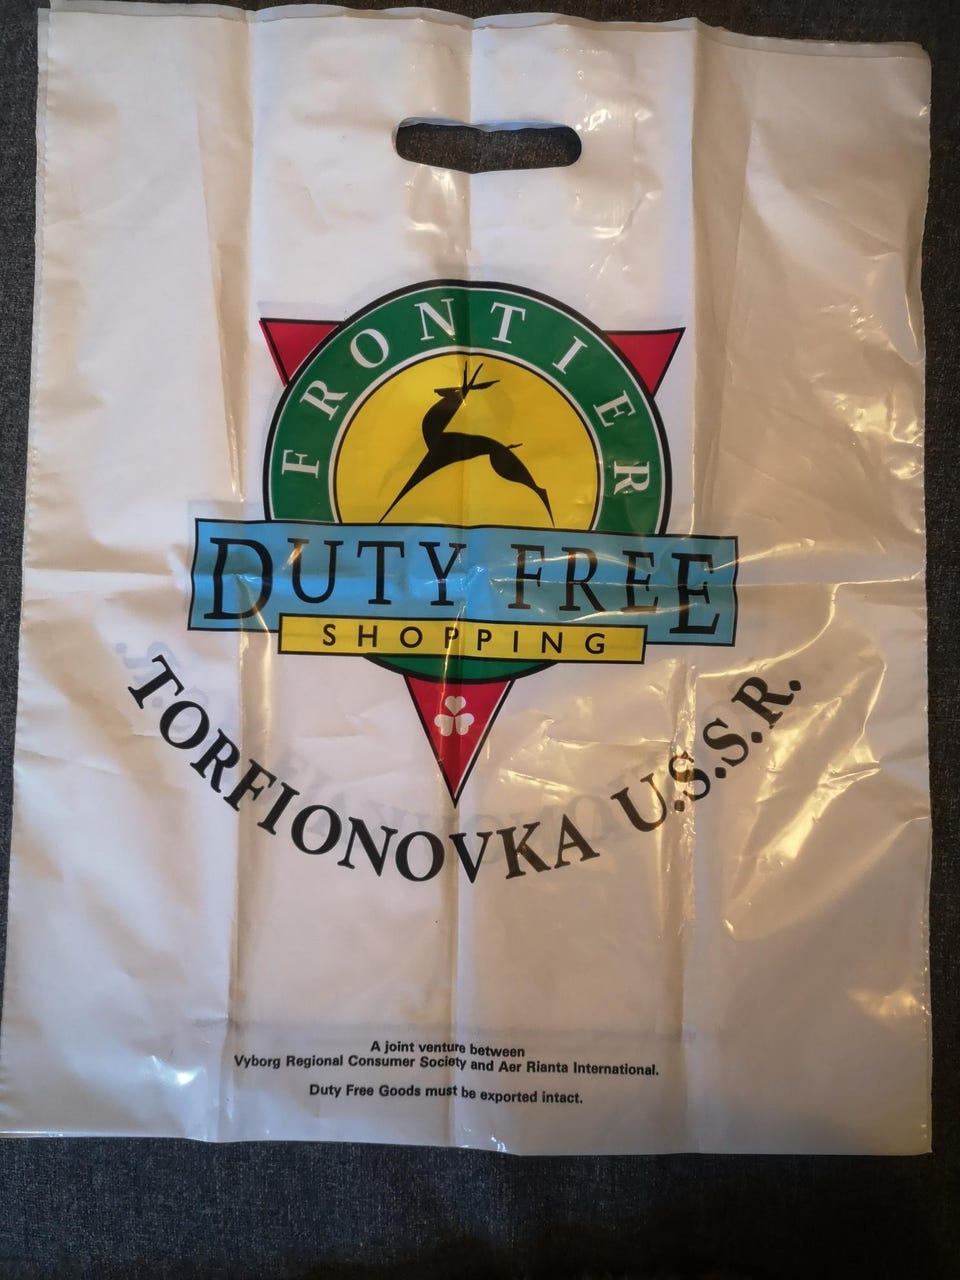 FRONTIER
DUTY FREE
SHOPPING
TORFIONOVKA U.S.S.R.
A joint venture between
Vyborg Regional Consumer Society and Aer Rianta International.
Duty Free Goods must be exported intact.